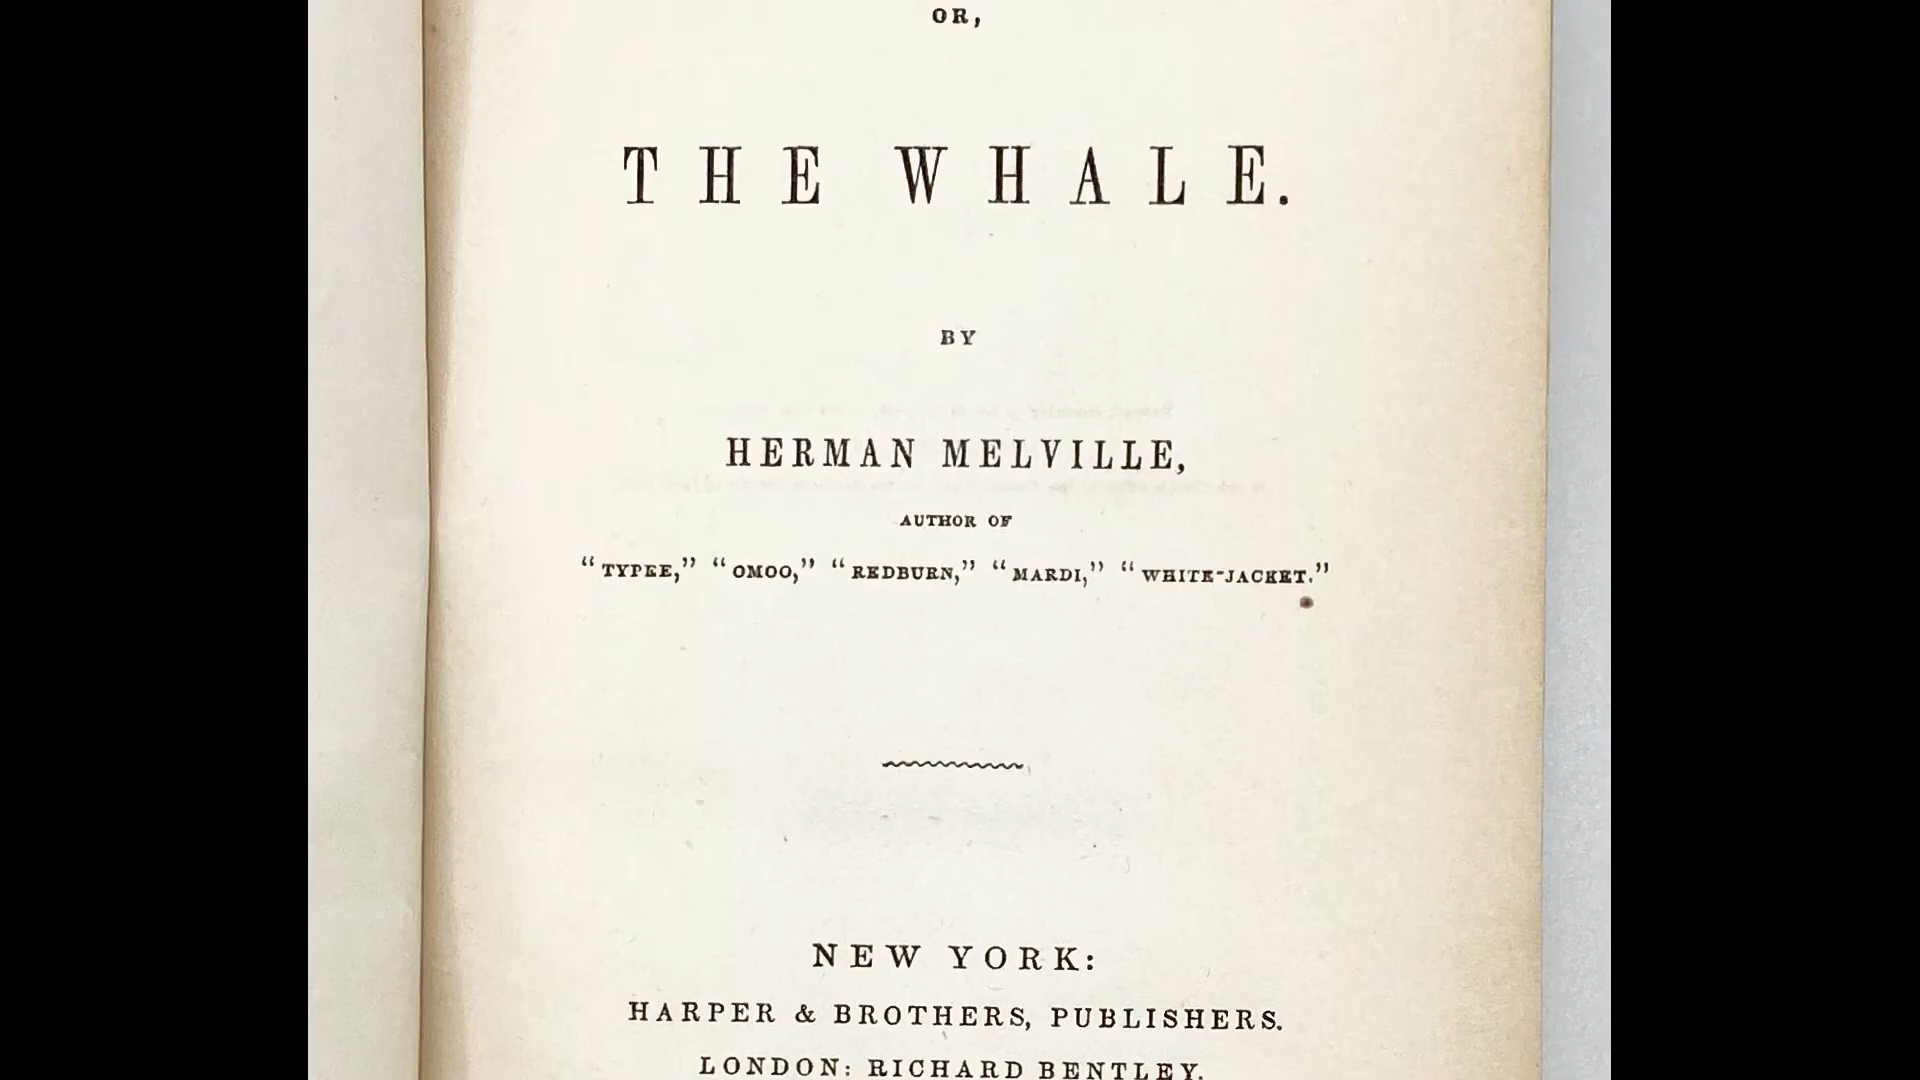 OR,
THE WHALE.
BY
HERMAN MELVILLE,
AUTHOR OF
"TYPEE," "OMOO," "REDBURN," "MARDI," "WHITE-JACKET."
NEW YORK:
HARPER & BROTHERS, PUBLISHERS.
LONDON: RICHARD BENTLEY.